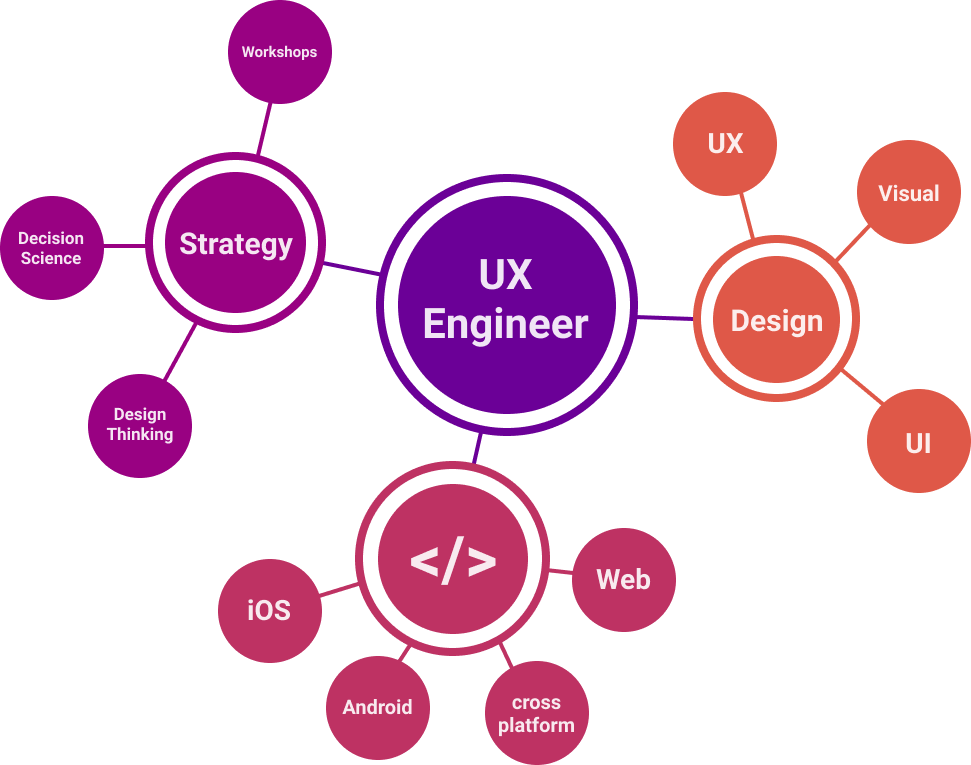 Workshops
UX
Visual
Decision
Science
Strategy
UX
Engineer
Design
Design
Thinking
UI
</>
iOS
Web
Android
cross
platform